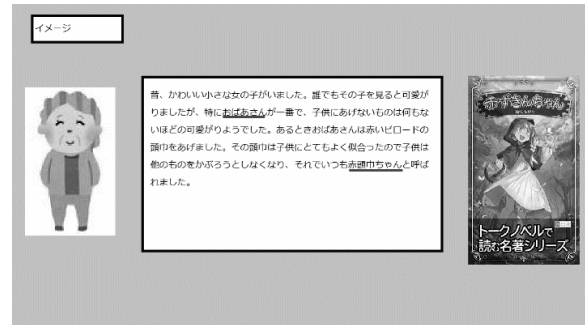 イメージ
昔、かわいい小さな女の子がいました。誰でもその子を見ると可愛が
りましたが、特におばあさんが一番で、子供にあげないものは何もな
いほどの可愛がりようでした。あるときおばあさんは赤いビロードの
頭巾をあげました。その頭巾は子供にとてもよく似合ったので子供は
他のものをかぶろうとしなくなり、それでいつも赤頭巾ちゃんと呼ば
れました。
赤ずきんちゃん
トークノベルで
読む名著シリーズ